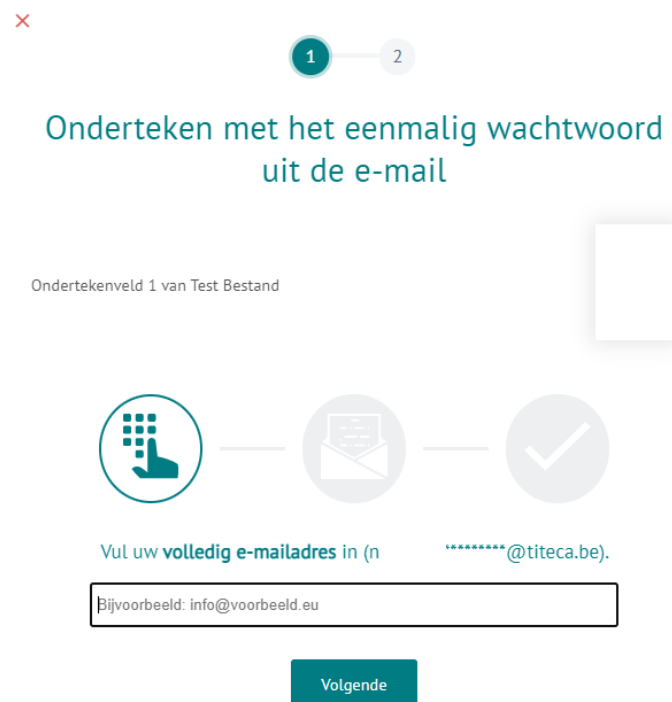 1 2
Onderteken met het eenmalig wachtwoord
uit de e-mail
Ondertekenveld 1 van Test Bestand
Vul uw volledig e-mailadres in (n *********@titeca.be).
Bijvoorbeeld: info@voorbeeld.eu
Volgende